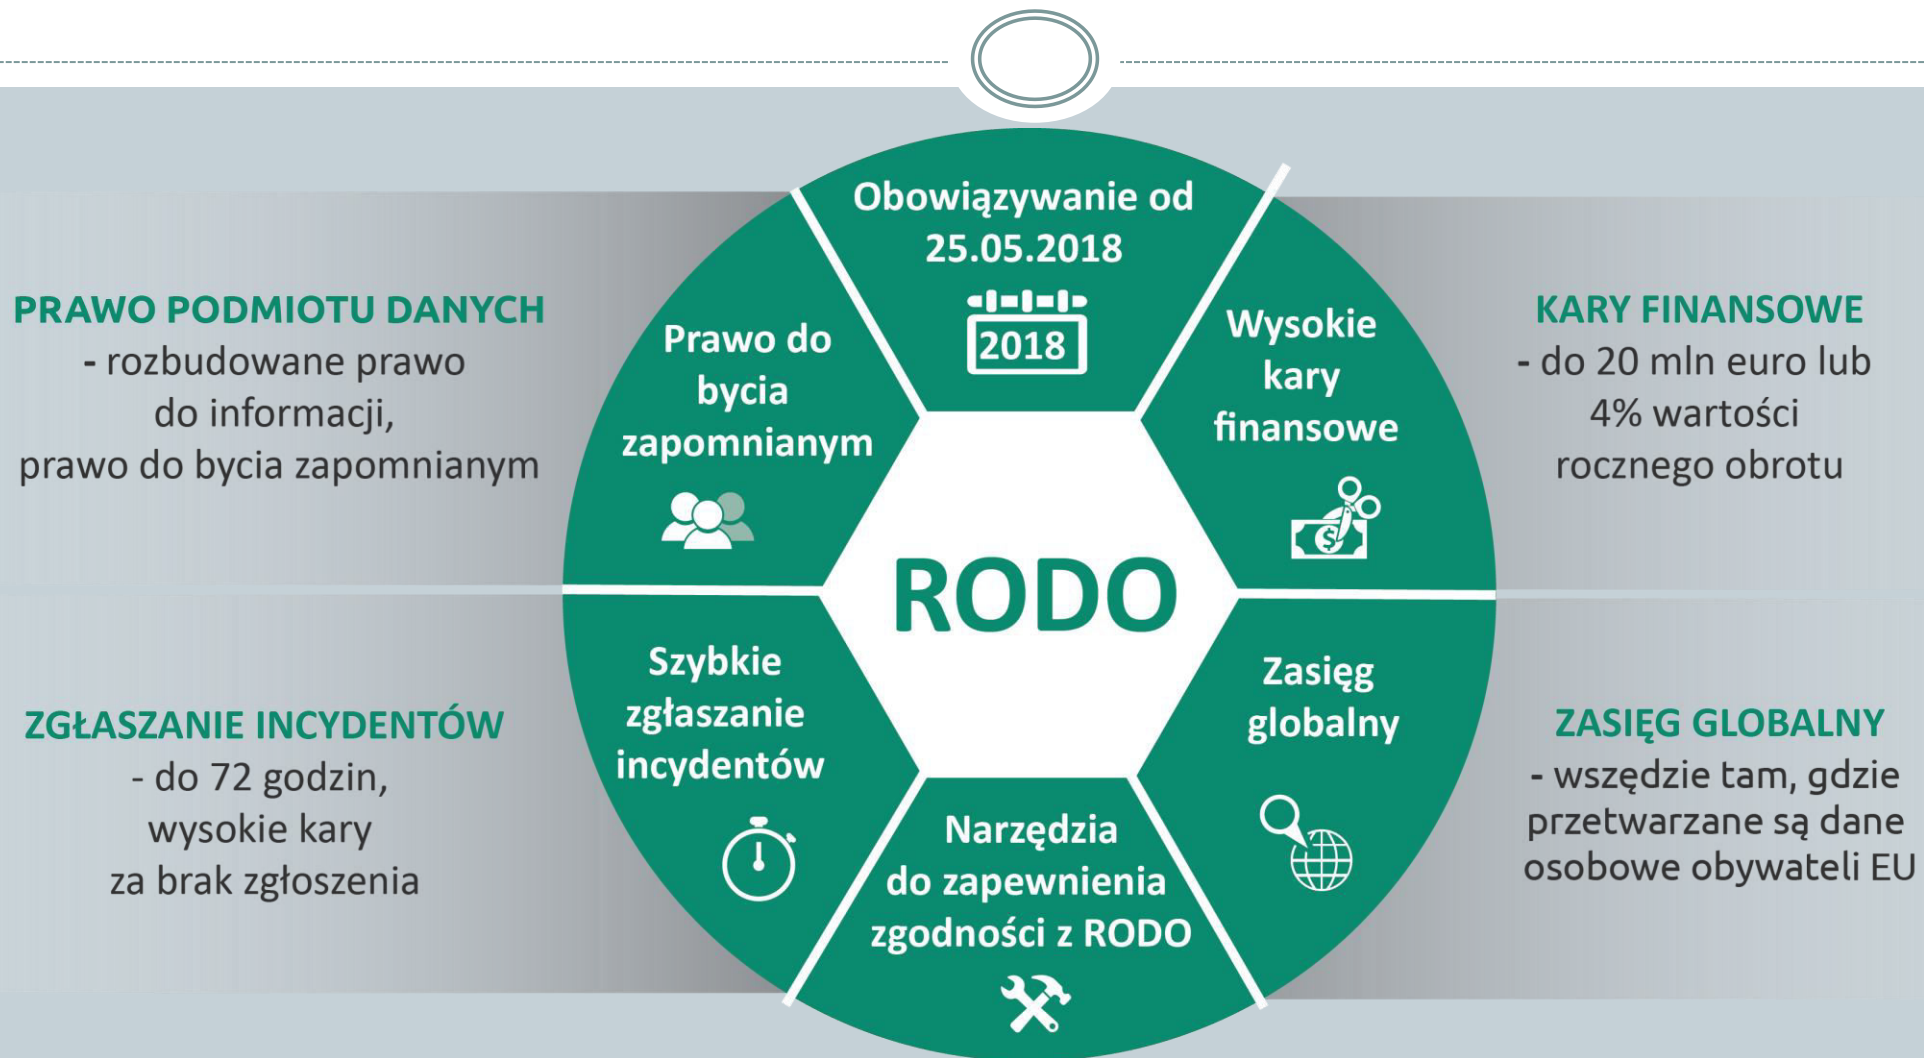 Obowiązywanie od
25.05.2018
2018
PRAWO PODMIOTU DANYCH
- rozbudowane prawo
do informacji,
prawo do bycia zapomnianym
Prawo do
bycia
zapomnianym
Wysokie
kary
finansowe
$
KARY FINANSOWE
- do 20 mln euro lub
4% wartości
rocznego obrotu
RODO
ZGŁASZANIE INCYDENTÓW
- do 72 godzin,
wysokie kary
za brak zgłoszenia
Szybkie
zgłaszanie
incydentów
Zasięg
globalny
ZASIĘG GLOBALNY
- wszędzie tam, gdzie
przetwarzane są dane
osobowe obywateli EU
Narzędzia
do zapewnienia
zgodności z RODO